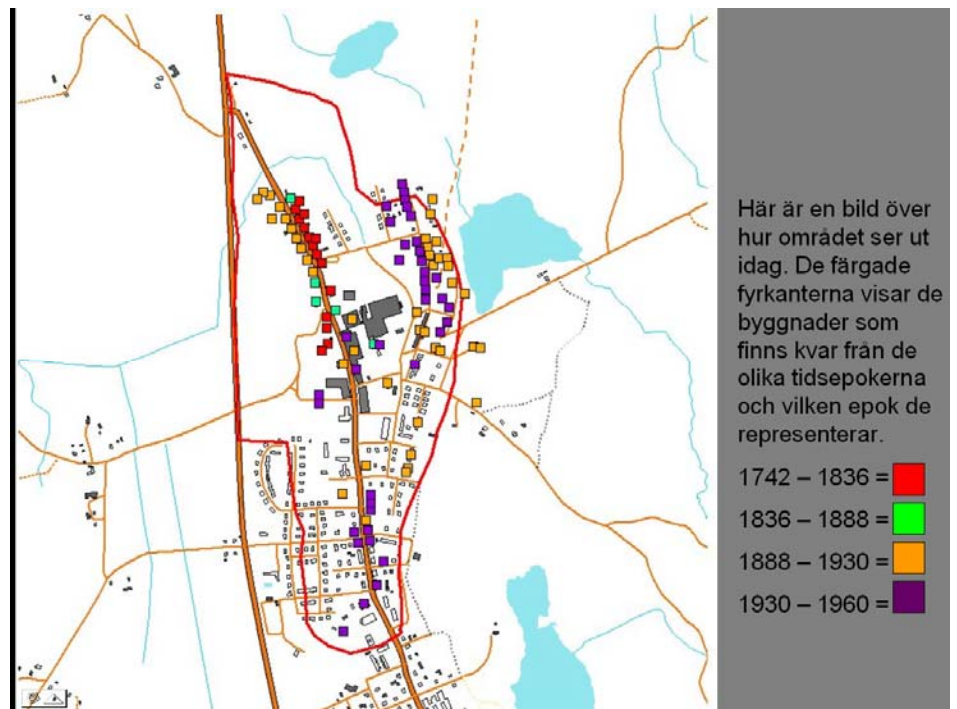 Här är en bild över
hur området ser ut
idag. De färgade
fyrkanterna visar de
byggnader som
finns kvar från de
olika tidsepokerna
och vilken epok de
representerar.
1742 – 1836 =
1836 – 1888 =
1888 – 1930 =
1930 – 1960 =